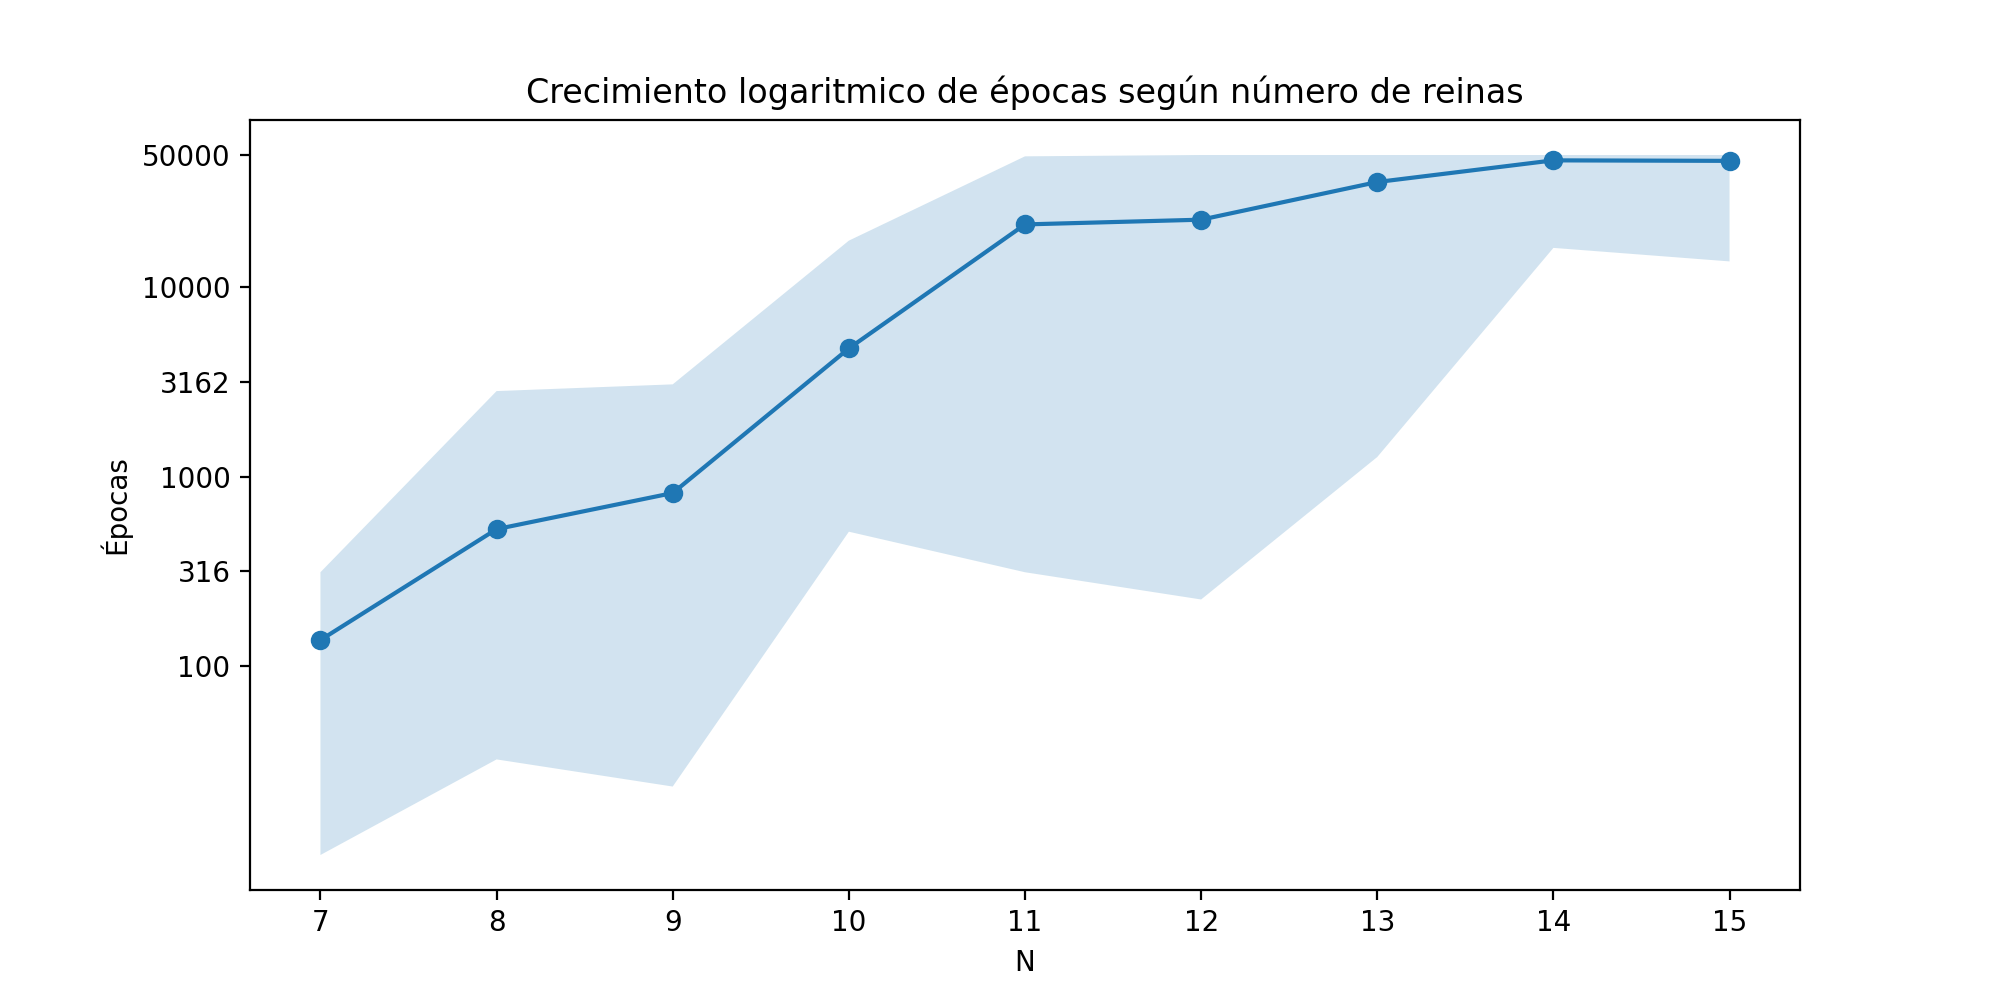 Crecimiento logaritmico de épocas según número de reinas
50000
10000
3162
1000
316
100
Épocas
7 8 9 10 11 12 13 14 15
N